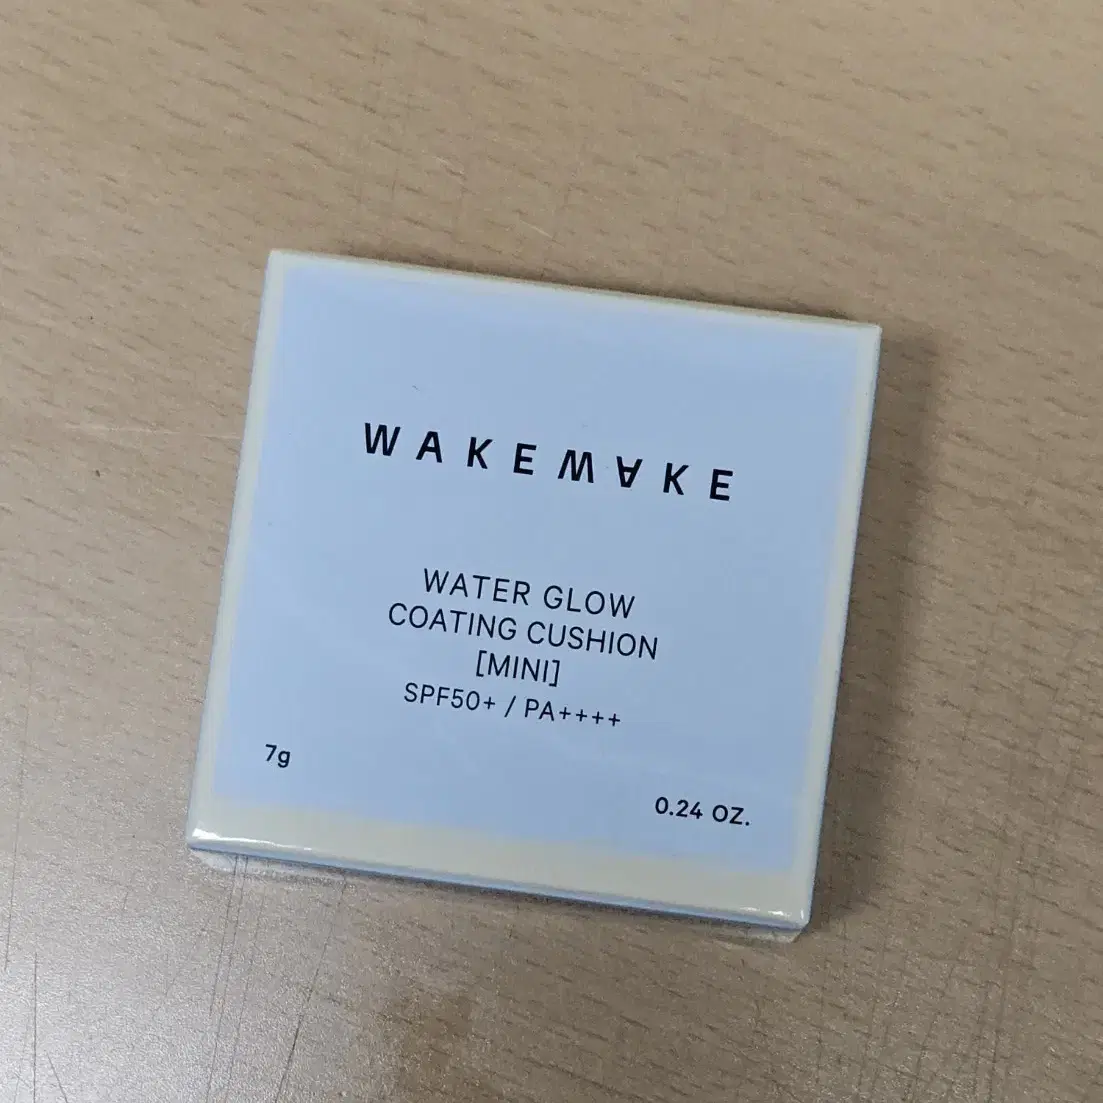 WAKEMAKE
WATER GLOW
COATING CUSHION
[MINI]
SPF50+ / PA++++
7g
0.24 OZ.